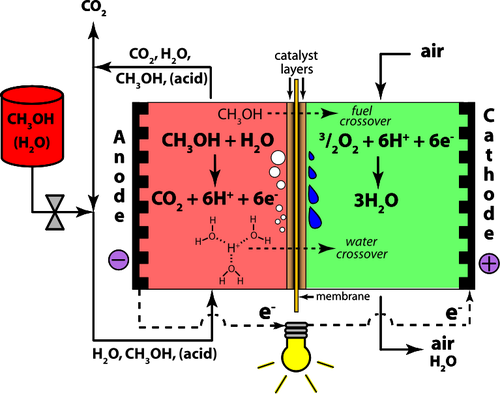 CO₂
CO₂, H₂O,
CH₃OH, (acid)
catalyst
layers
air
CH₃OH
(H₂O)
Anode
CH₃OH
fuel
crossover
CH₃OH + H₂O
CO₂ + 6H⁺ + 6e⁻
³/₂O₂ + 6H⁺ + 6e⁻
3H₂O
Cathode
H H H H
O O
H⁺
O
H H
water
crossover
−
+
membrane
e⁻
e⁻
H₂O, CH₃OH, (acid)
air
H₂O